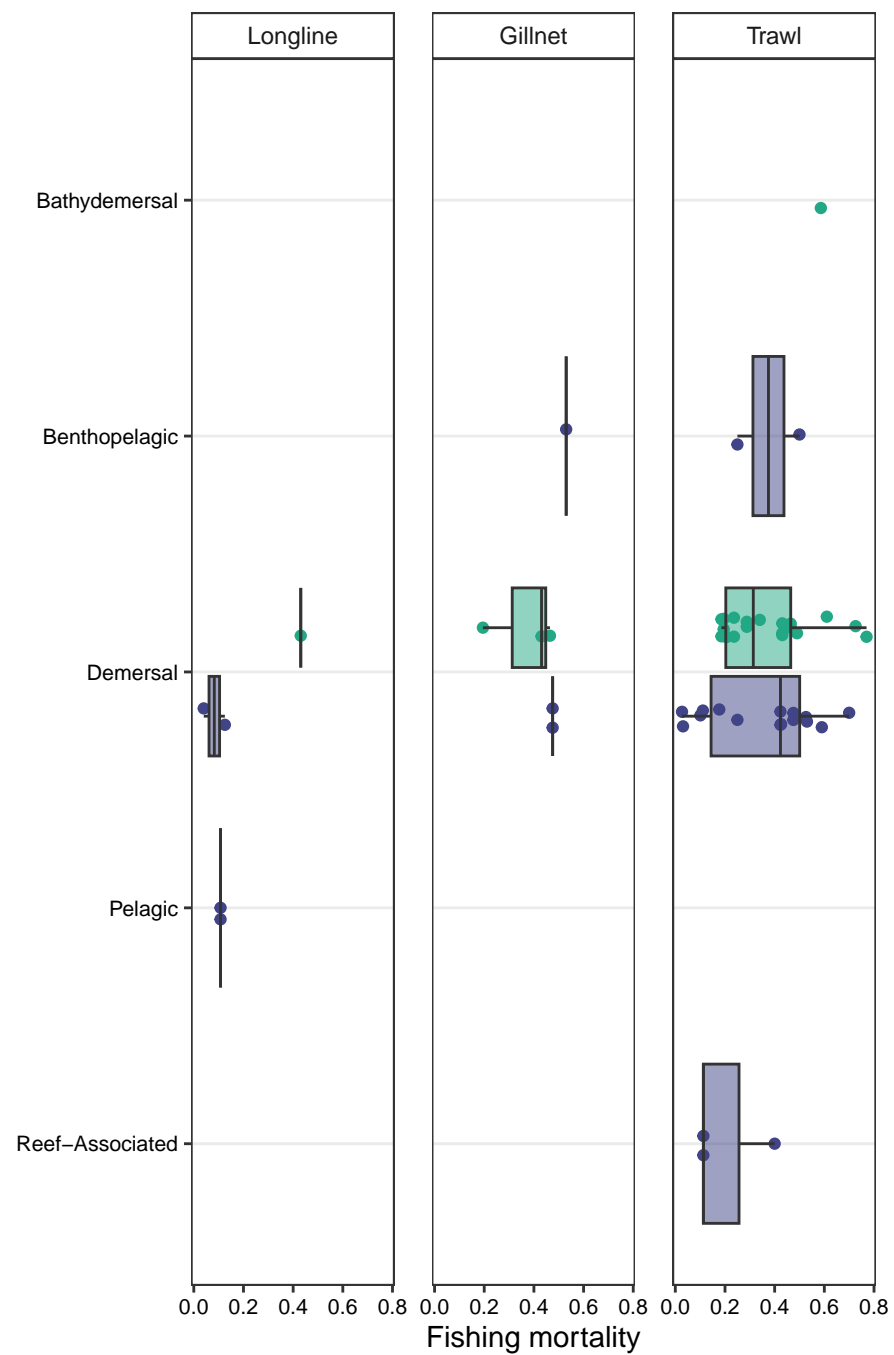 Longline Gillnet Trawl
Bathydemersal
Benthopelagic
Demersal
Pelagic
Reef−Associated
0.0 0.2 0.4 0.6 0.8 0.0 0.2 0.4 0.6 0.8 0.0 0.2 0.4 0.6 0.8
Fishing mortality